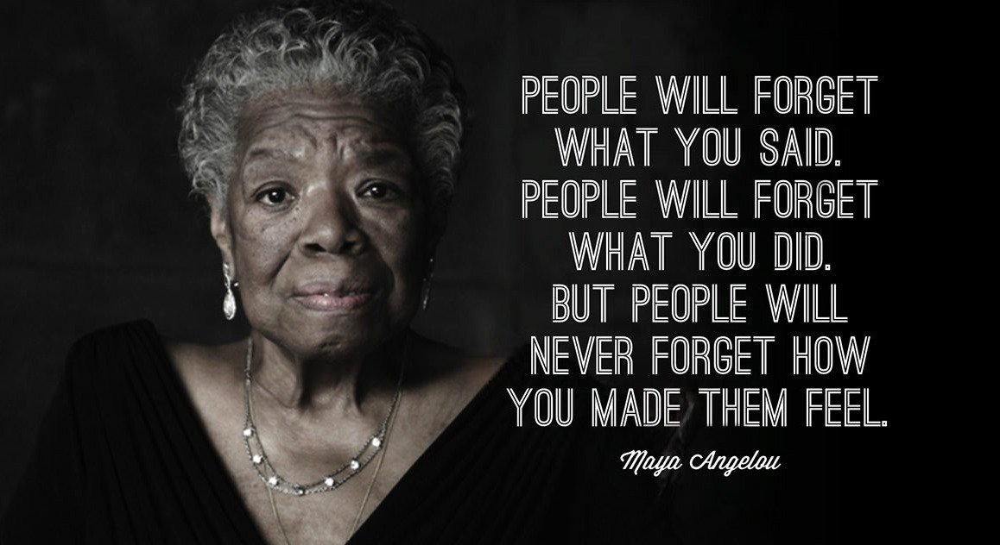 PEOPLE WILL FORGET
WHAT YOU SAID.
PEOPLE WILL FORGET
WHAT YOU DID.
BUT PEOPLE WILL
NEVER FORGET HOW
YOU MADE THEM FEEL.
Maya Angelou